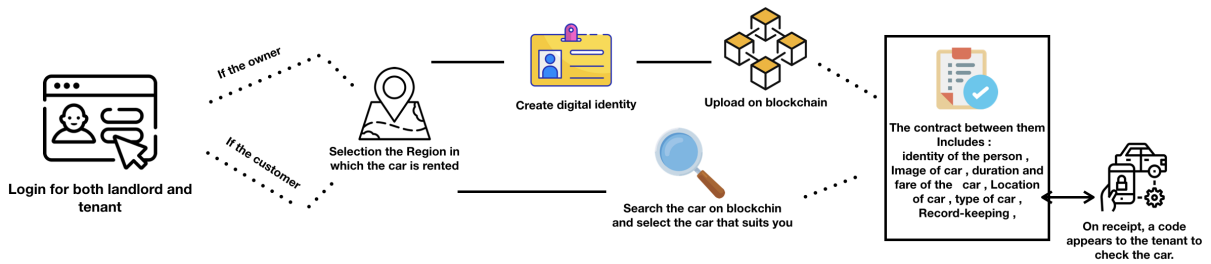 Login for both landlord and
tenant
If the owner
If the customer
Selection the Region in
which the car is rented
Create digital identity
Upload on blockchain
Search the car on blockchin
and select the car that suits you
The contract between them
Includes :
identity of the person ,
Image of car , duration and
fare of the car , Location
of car , type of car ,
Record-keeping ,
On receipt, a code
appears to the tenant to
check the car.